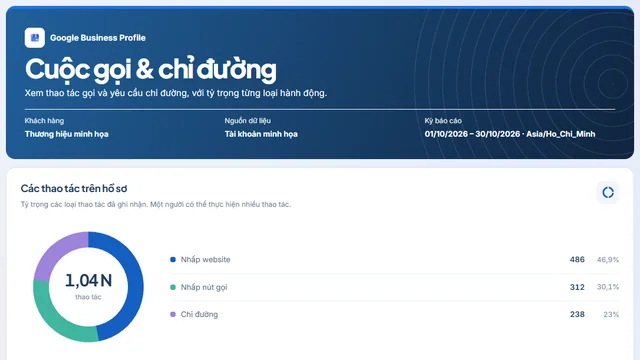 Google Business Profile
Cuộc gọi & chỉ đường
Xem thao tác gọi và yêu cầu chỉ đường, với tỷ trọng từng loại hành động.
Khách hàng
Thương hiệu minh họa
Nguồn dữ liệu
Tài khoản minh họa
Kỳ báo cáo
01/10/2026 – 30/10/2026 · Asia/Ho_Chi_Minh
Các thao tác trên hồ sơ
Tỷ trọng các loại thao tác đã ghi nhận. Một người có thể thực hiện nhiều thao tác.
1,04 N
thao tác
Nhấp website 486 46,9%
Nhấp nút gọi 312 30,1%
Chỉ đường 238 23%